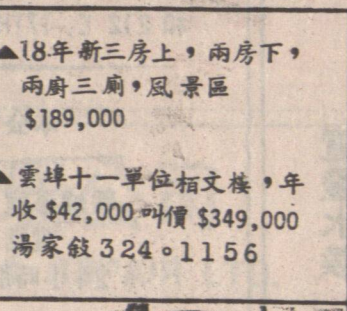 ▲18年新三房上，兩房下，
兩廚三廁，風景區
$189,000
▲雲埠十一單位柏文樓，年
收 $42,000 叫價 $349,000
湯家敍 324。1156